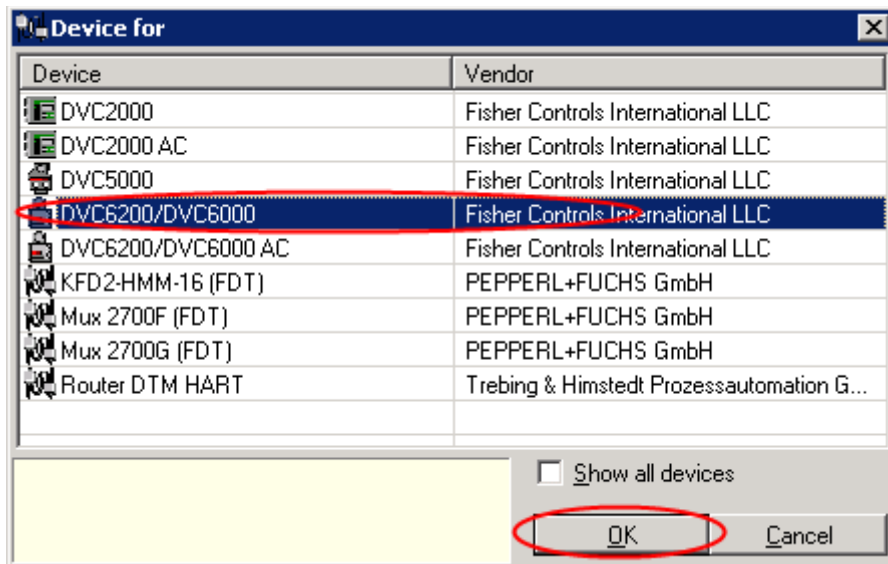 Device for
Device Vendor
DVC2000 Fisher Controls International LLC
DVC2000 AC Fisher Controls International LLC
DVC5000 Fisher Controls International LLC
DVC6200/DVC6000 Fisher Controls International LLC
DVC6200/DVC6000 AC Fisher Controls International LLC
KFD2-HMM-16 (FDT) PEPPERL+FUCHS GmbH
Mux 2700F (FDT) PEPPERL+FUCHS GmbH
Mux 2700G (FDT) PEPPERL+FUCHS GmbH
Router DTM HART Trebing & Himstedt Prozessautomation G...
Show all devices
OK Cancel